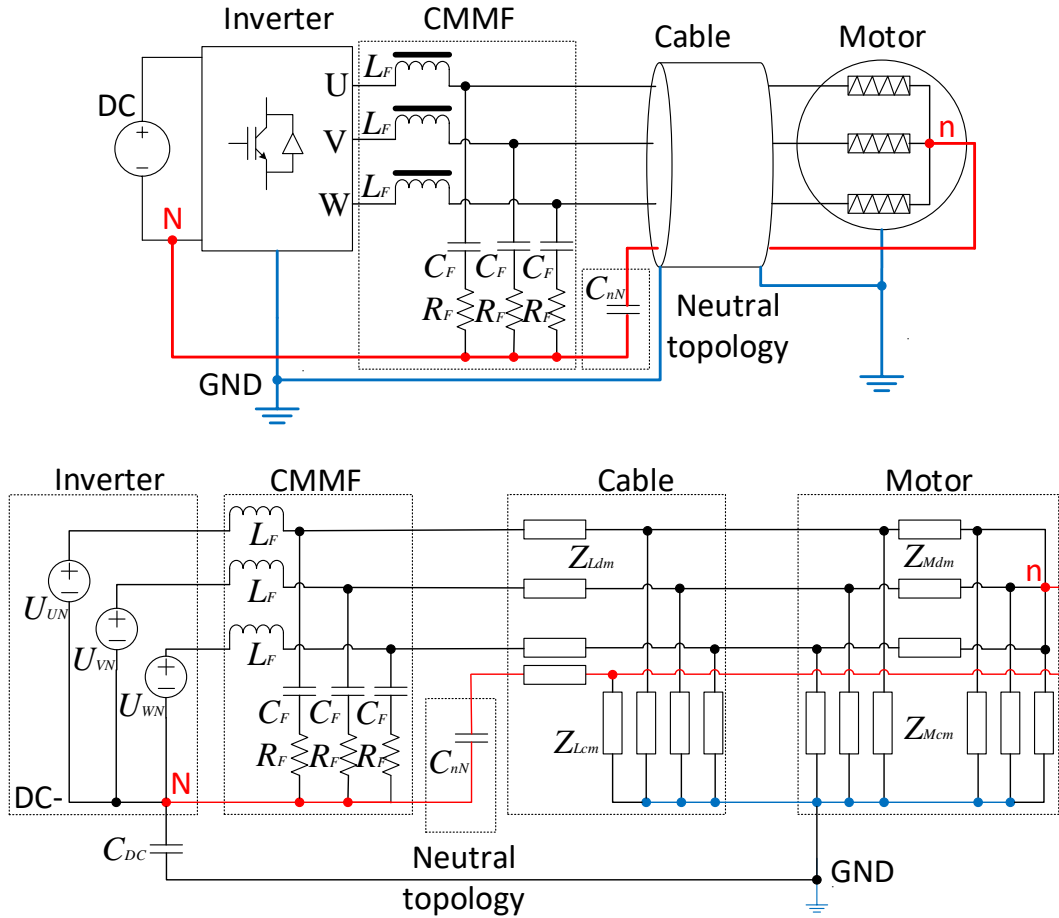 Inverter
CMMF
Cable
Motor
DC
U
V
W
L_F
L_F
L_F
N
n
C_F
C_F
C_F
R_F
R_F
R_F
C_nN
Neutral
topology
GND
Inverter
CMMF
Cable
Motor
L_F
L_F
L_F
U_UN
U_VN
U_WN
Z_Ldm
Z_Mdm
n
C_F
C_F
C_F
R_F
R_F
R_F
C_nN
Z_Lcm
Z_Mcm
N
DC-
C_DC
Neutral
topology
GND